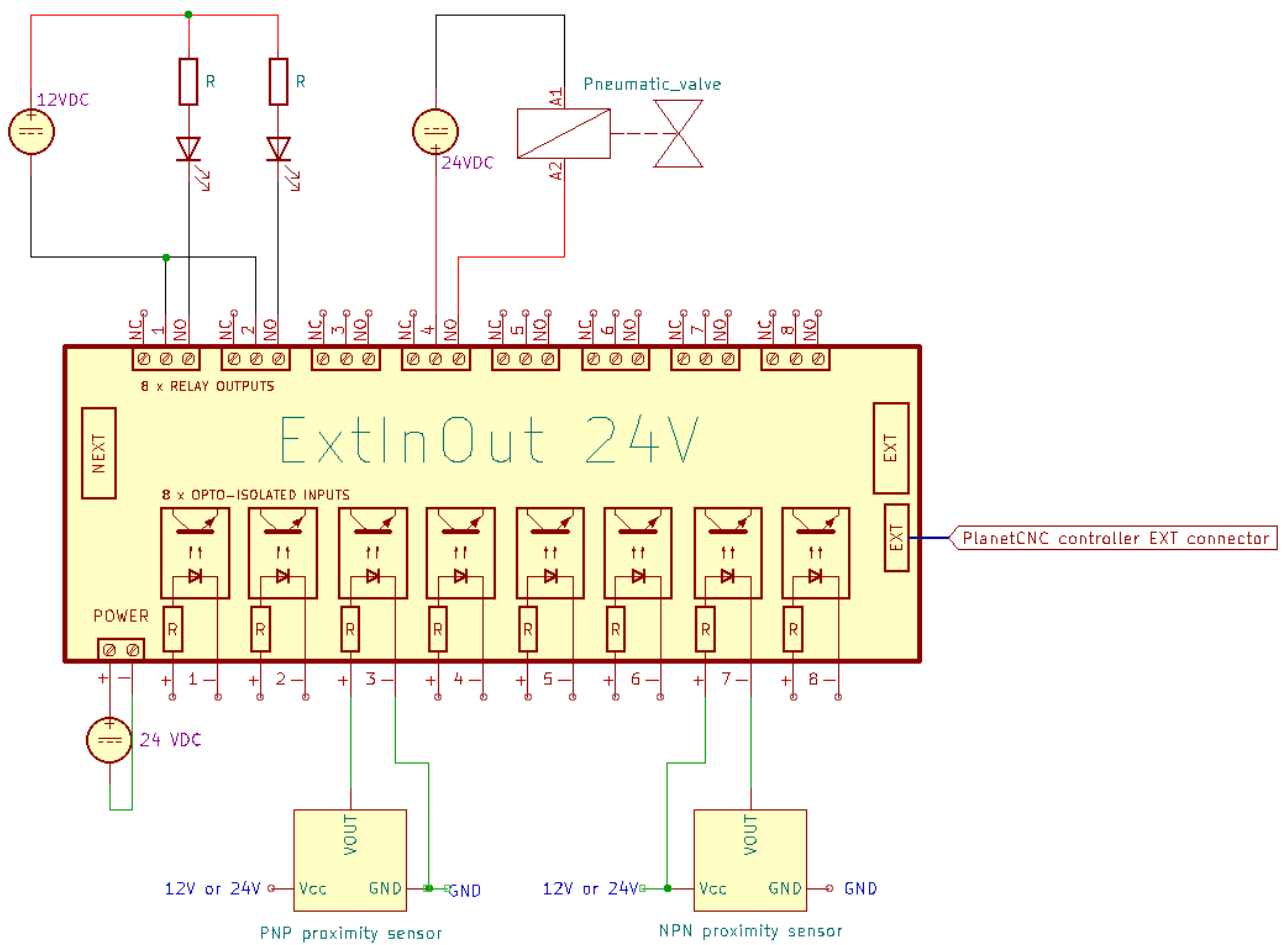 R
R
Pneumatic_valve
12VDC
A1
24VDC
A2
NC 1 NO NC 2 NO NC 3 NO NC 4 NO NC 5 NO NC 6 NO NC 7 NO NC 8 NO
8 x RELAY OUTPUTS
ExtInOut 24V
NEXT
EXT
8 x OPTO-ISOLATED INPUTS
EXT
PlanetCNC controller EXT connector
POWER
R R R R R R R R
+ - + 1 - + 2 - + 3 - + 4 - + 5 - + 6 - + 7 - + 8 -
24 VDC
VOUT
VOUT
12V or 24V Vcc GND GND
12V or 24V Vcc GND GND
PNP proximity sensor
NPN proximity sensor